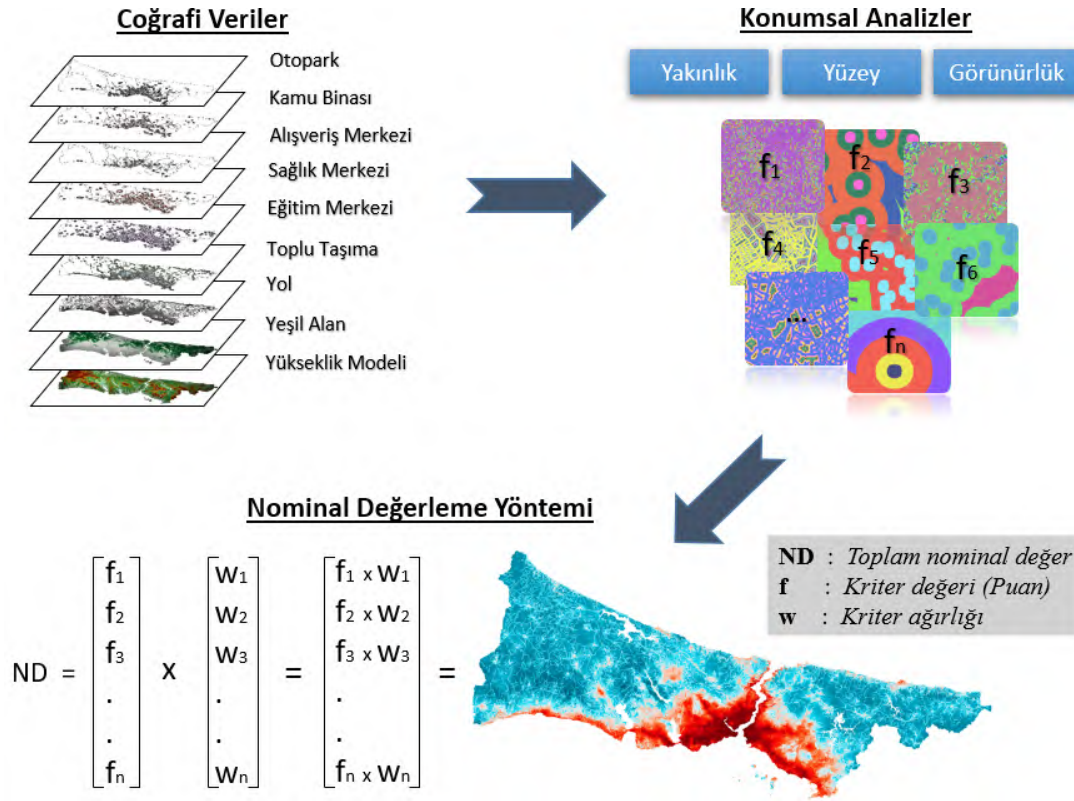 Coğrafi Veriler
Otopark
Kamu Binası
Alışveriş Merkezi
Sağlık Merkezi
Eğitim Merkezi
Toplu Taşıma
Yol
Yeşil Alan
Yükseklik Modeli
Konumsal Analizler
Yakınlık Yüzey Görünürlük
f1 f2 f3
f4 f5 f6
... fn
Nominal Değerleme Yöntemi
ND : Toplam nominal değer
f : Kriter değeri (Puan)
w : Kriter ağırlığı
f1 w1 f1 x w1
f2 w2 f2 x w2
f3 w3 f3 x w3
ND = x = =
. . .
. . .
fn wn fn x wn